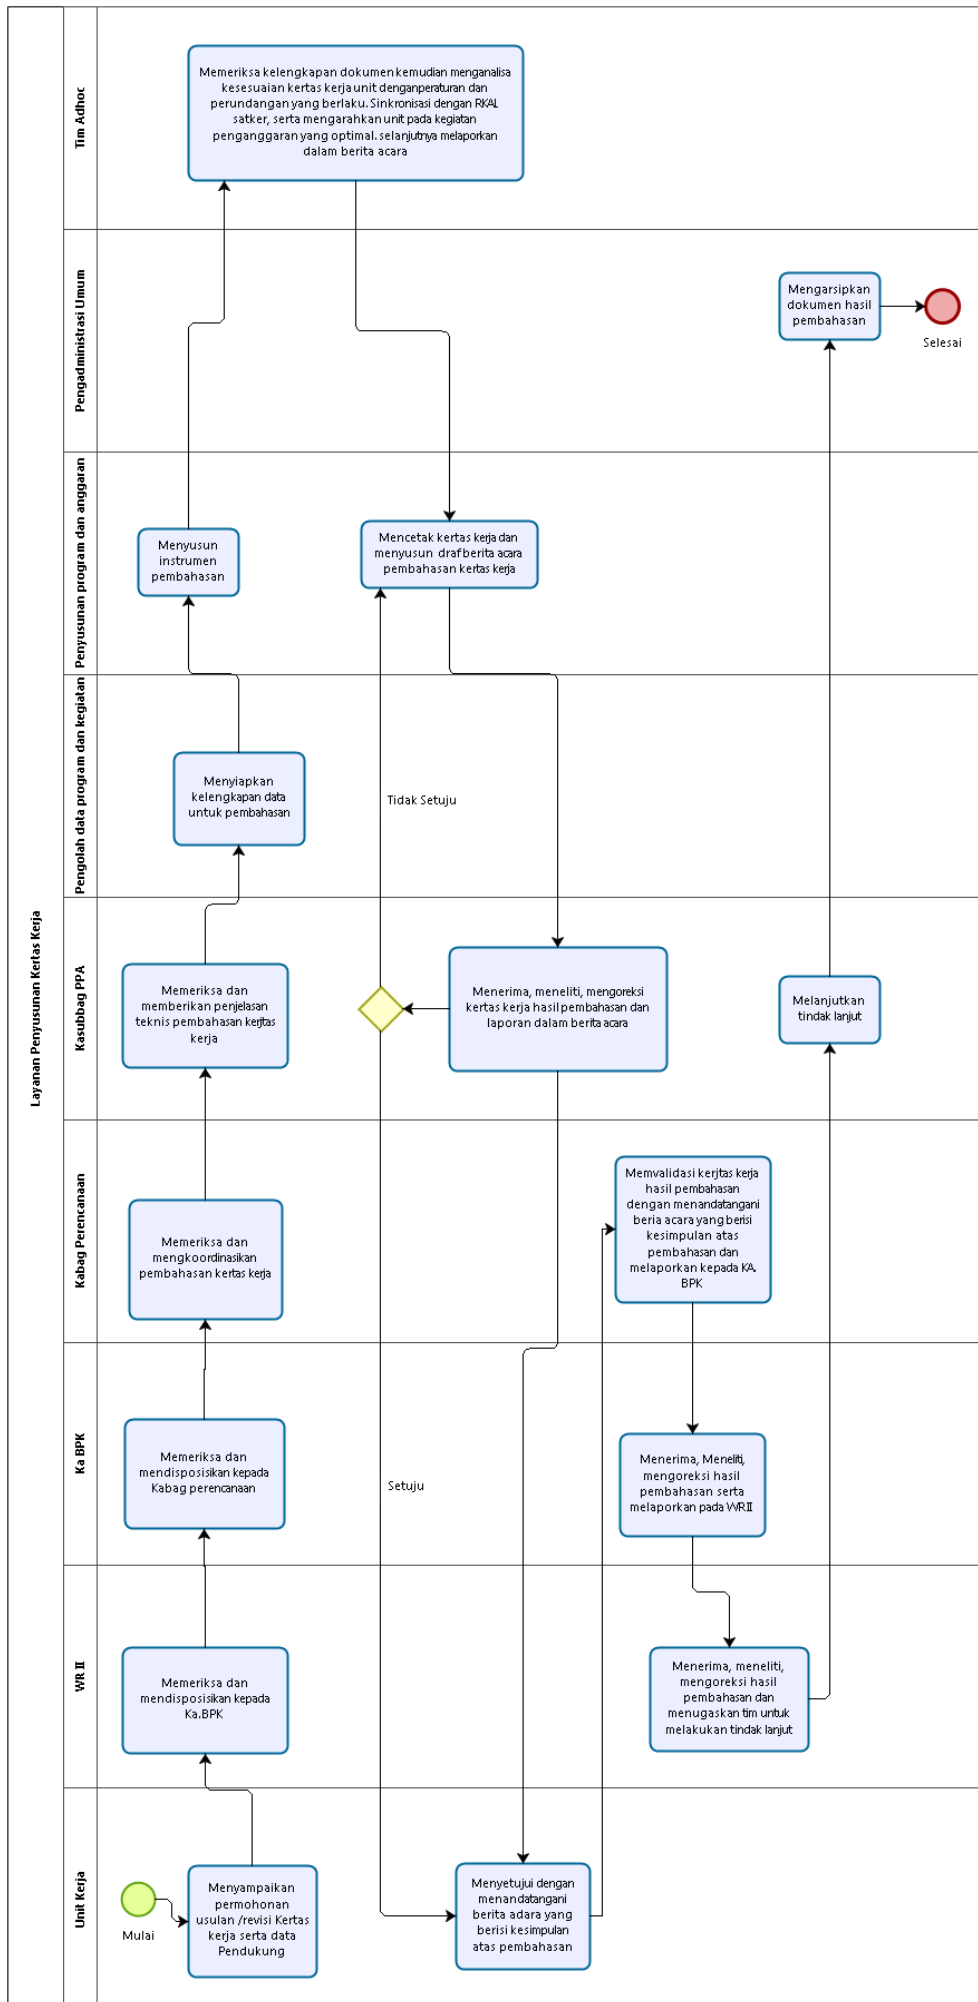 Layanan Penyusunan Kertas Kerja
Tim Adhoc
Memeriksa kelengkapan dokumen kemudian menganalisa
kesesuaian kertas kerja unit denganperaturan dan
perundangan yang berlaku. Sinkronisasi dengan RKAL
satker, serta mengarahkan unit pada kegiatan
penganggaran yang optimal. selanjutnya melaporkan
dalam berita acara
Pengadministrasi Umum
Mengarsipkan
dokumen hasil
pembahasan
Selesai
Penyusunan program dan anggaran
Menyusun
instrumen
pembahasan
Mencetak kertas kerja dan
menyusun draf berita acara
pembahasan kertas kerja
Pengolah data program dan kegiatan
Menyiapkan
kelengkapan data
untuk pembahasan
Tidak Setuju
Kasubbag PPA
Memeriksa dan
memberikan penjelasan
teknis pembahasan kerjtas
kerja
Menerima, meneliti, mengoreksi
kertas kerja hasil pembahasan dan
laporan dalam berita acara
Melanjutkan
tindak lanjut
Kabag Perencanaan
Memeriksa dan
mengkoordinasikan
pembahasan kertas kerja
Memvalidasi kerjtas kerja
hasil pembahasan
dengan menandatangani
beria acara yang berisi
kesimpulan atas
pembahasan dan
melaporkan kepada KA.
BPK
Ka BPK
Memeriksa dan
mendisposisikan kepada
Kabag perencanaan
Setuju
Menerima, Meneliti,
mengoreksi hasil
pembahasan serta
melaporkan pada WR II
WR II
Memeriksa dan
mendisposisikan kepada
Ka.BPK
Menerima, meneliti,
mengoreksi hasil
pembahasan dan
menugaskan tim untuk
melakukan tindak lanjut
Unit Kerja
Mulai
Menyampaikan
permohonan
usulan /revisi Kertas
kerja serta data
Pendukung
Menyetujui dengan
menandatangani
berita adara yang
berisi kesimpulan
atas pembahasan